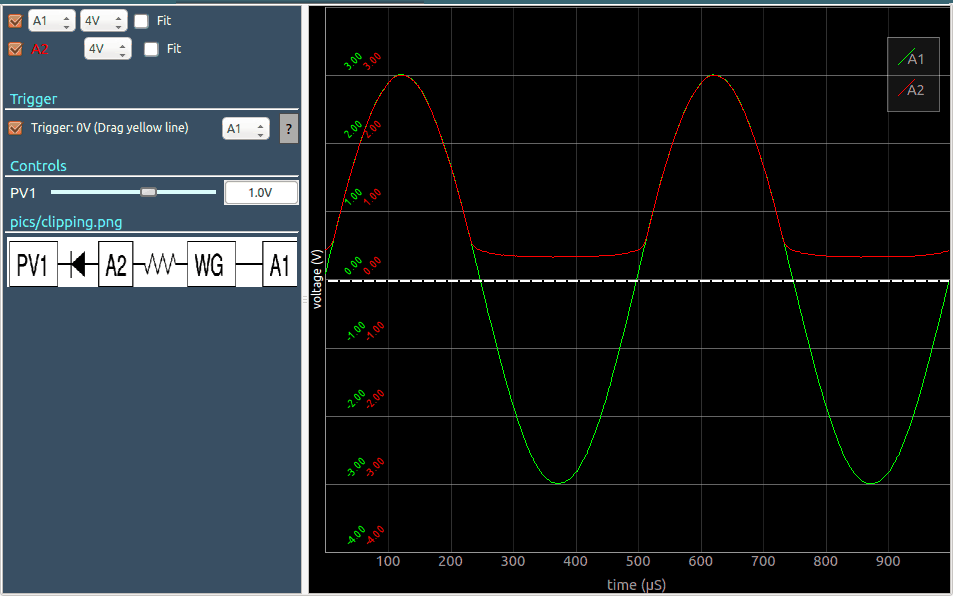 A1 4V Fit
A2 4V Fit
Trigger
Trigger: 0V (Drag yellow line) A1 ?
Controls
PV1 1.0V
pics/clipping.png
PV1 A2 WG A1
voltage (V)
3.00 3.00
2.00 2.00
1.00 1.00
0.00 0.00
-1.00 -1.00
-2.00 -2.00
-3.00 -3.00
-4.00 -4.00
A1
A2
100 200 300 400 500 600 700 800 900
time (µS)